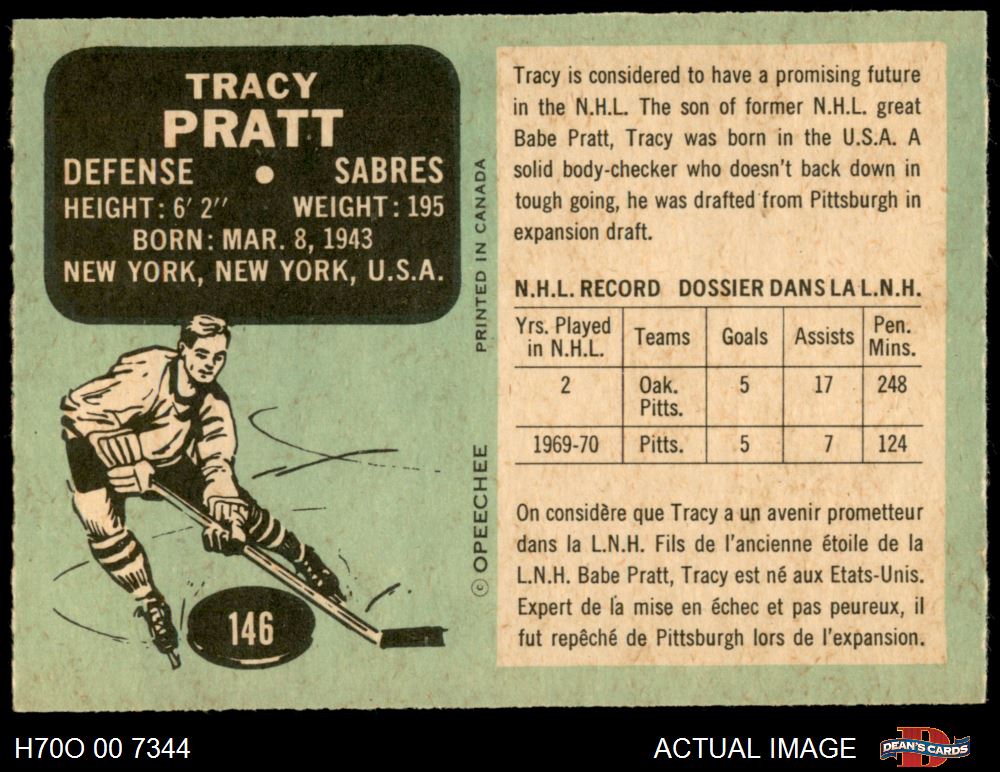 TRACY
PRATT
DEFENSE • SABRES
HEIGHT: 6' 2" WEIGHT: 195
BORN: MAR. 8, 1943
NEW YORK, NEW YORK, U.S.A.
146
PRINTED IN CANADA
© OPEECHEE
Tracy is considered to have a promising future
in the N.H.L. The son of former N.H.L. great
Babe Pratt, Tracy was born in the U.S.A. A
solid body-checker who doesn't back down in
tough going, he was drafted from Pittsburgh in
expansion draft.
N.H.L. RECORD DOSSIER DANS LA L.N.H.
Yrs. Played in N.H.L. Teams Goals Assists Pen. Mins.
2 Oak. Pitts. 5 17 248
1969-70 Pitts. 5 7 124
On considère que Tracy a un avenir prometteur
dans la L.N.H. Fils de l'ancienne étoile de la
L.N.H. Babe Pratt, Tracy est né aux Etats-Unis.
Expert de la mise en échec et pas peureux, il
fut repêché de Pittsburgh lors de l'expansion.
H70O 00 7344
ACTUAL IMAGE
D
DEAN'S CARDS